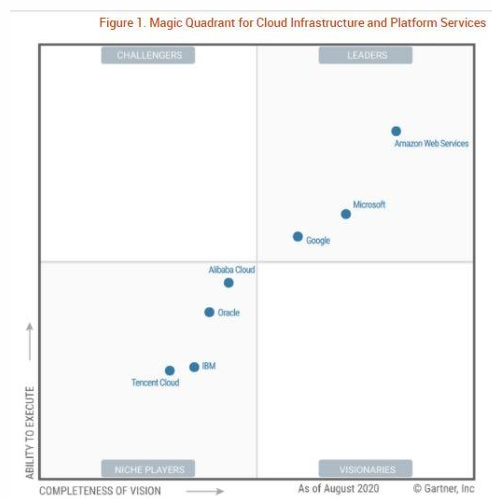 Figure 1. Magic Quadrant for Cloud Infrastructure and Platform Services
CHALLENGERS
LEADERS
Amazon Web Services
Microsoft
Google
Alibaba Cloud
Oracle
IBM
Tencent Cloud
ABILITY TO EXECUTE
NICHE PLAYERS
VISIONARIES
COMPLETENESS OF VISION
As of August 2020
© Gartner, Inc